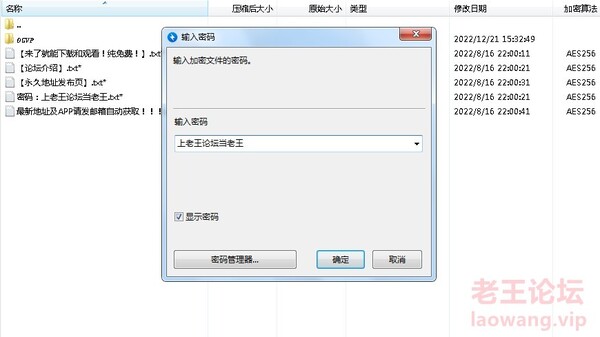 名称 压缩后大小 原始大小 类型 修改日期 加密算法
..
OGVP 2022/12/21 15:32:49
【来了就能下载和观看！纯免费！】.txt* 2022/8/16 22:00:11 AES256
【论坛介绍】.txt* 2022/8/16 22:00:21 AES256
【永久地址发布页】.txt* 2022/8/16 22:00:31 AES256
密码：上老王论坛当老王.txt* 2022/8/16 22:00:21 AES256
最新地址及APP请发邮箱自动获取！！！ 2022/8/16 22:00:41 AES256
输入密码
输入加密文件的密码。
输入密码
上老王论坛当老王
显示密码
密码管理器... 确定 取消
老王论坛
laowang.vip